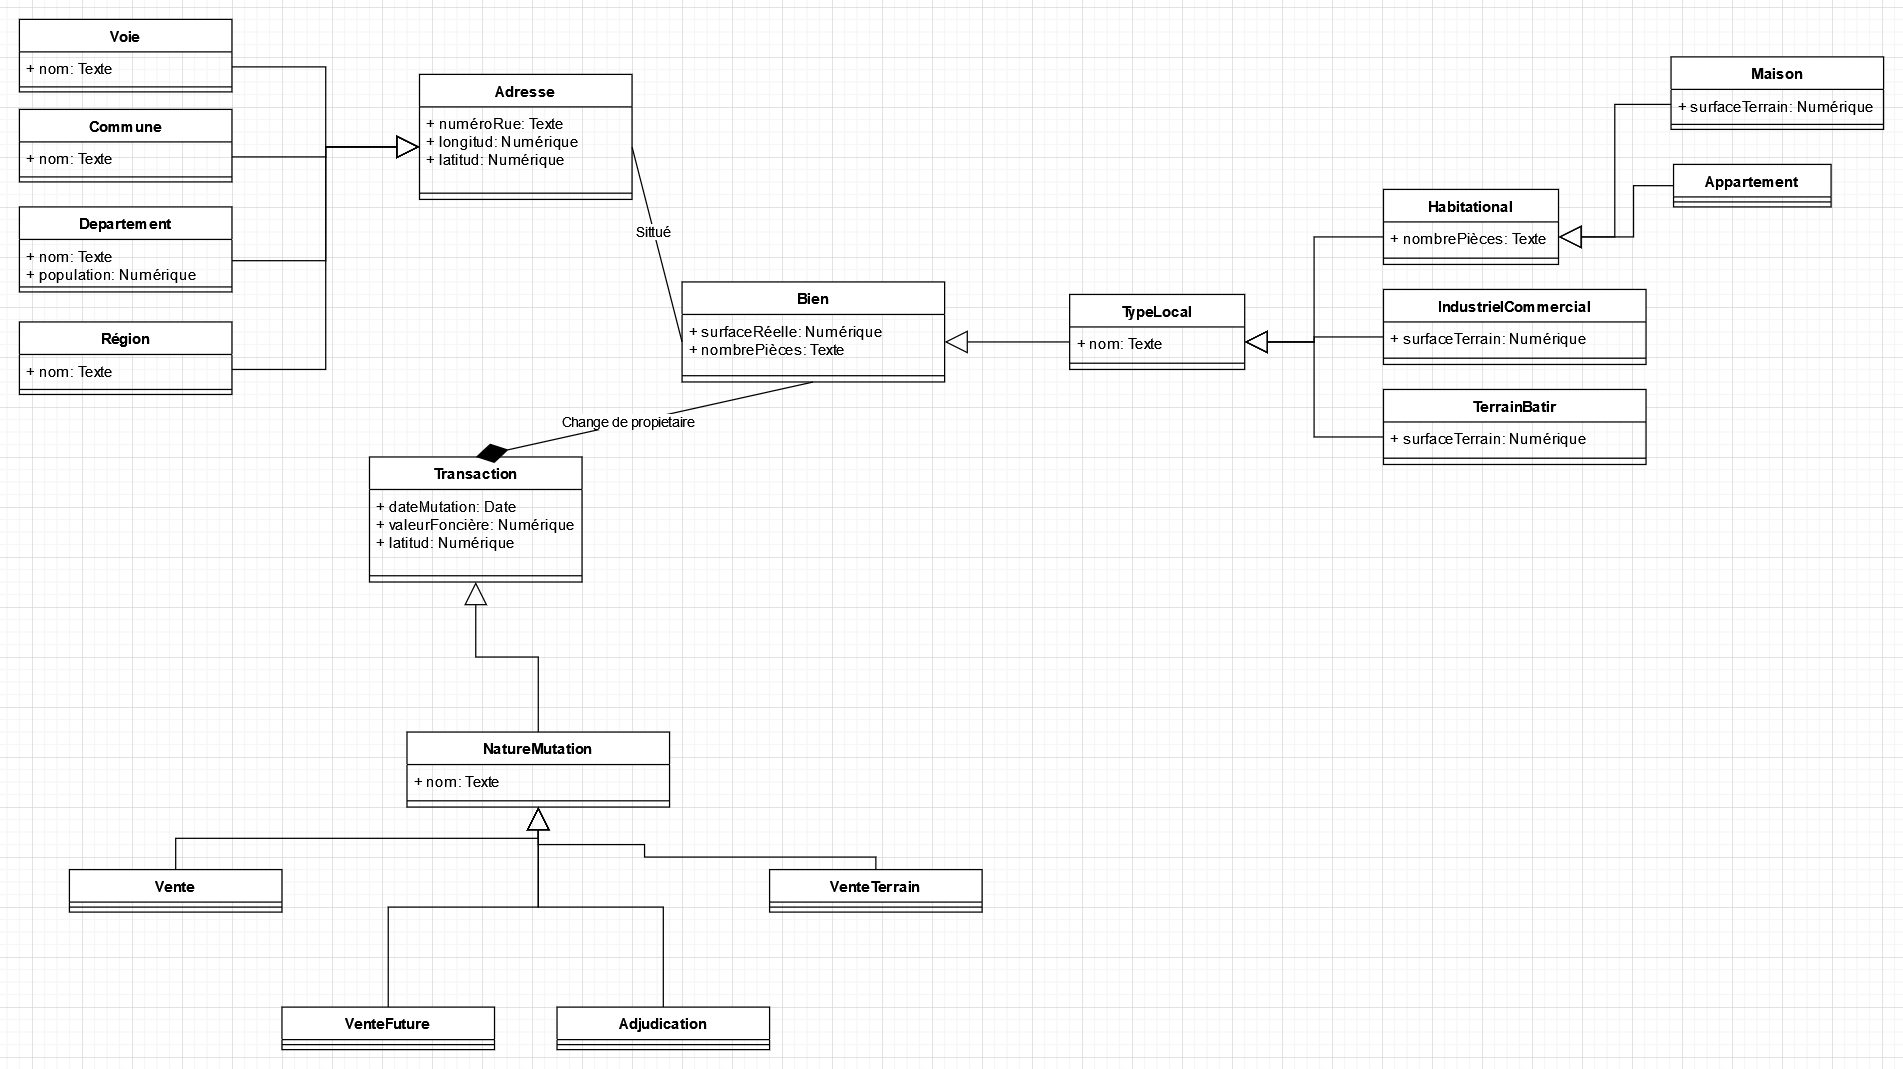 Voie
+ nom: Texte
Commune
+ nom: Texte
Departement
+ nom: Texte
+ population: Numérique
Région
+ nom: Texte
Adresse
+ numéroRue: Texte
+ longitud: Numérique
+ latitud: Numérique
Sittué
Bien
+ surfaceRéelle: Numérique
+ nombrePièces: Texte
Change de propietaire
TypeLocal
+ nom: Texte
Habitational
+ nombrePièces: Texte
IndustrielCommercial
+ surfaceTerrain: Numérique
TerrainBatir
+ surfaceTerrain: Numérique
Maison
+ surfaceTerrain: Numérique
Appartement
Transaction
+ dateMutation: Date
+ valeurFoncière: Numérique
+ latitud: Numérique
NatureMutation
+ nom: Texte
Vente
VenteTerrain
VenteFuture
Adjudication